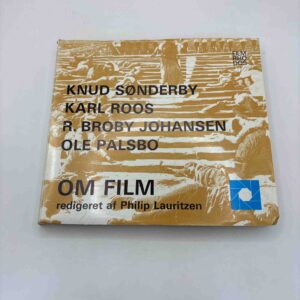 KNUD SØNDERBY
KARL ROOS
R. BROBY JOHANSEN
OLE PALSBO
OM FILM
redigeret af Philip Lauritzen